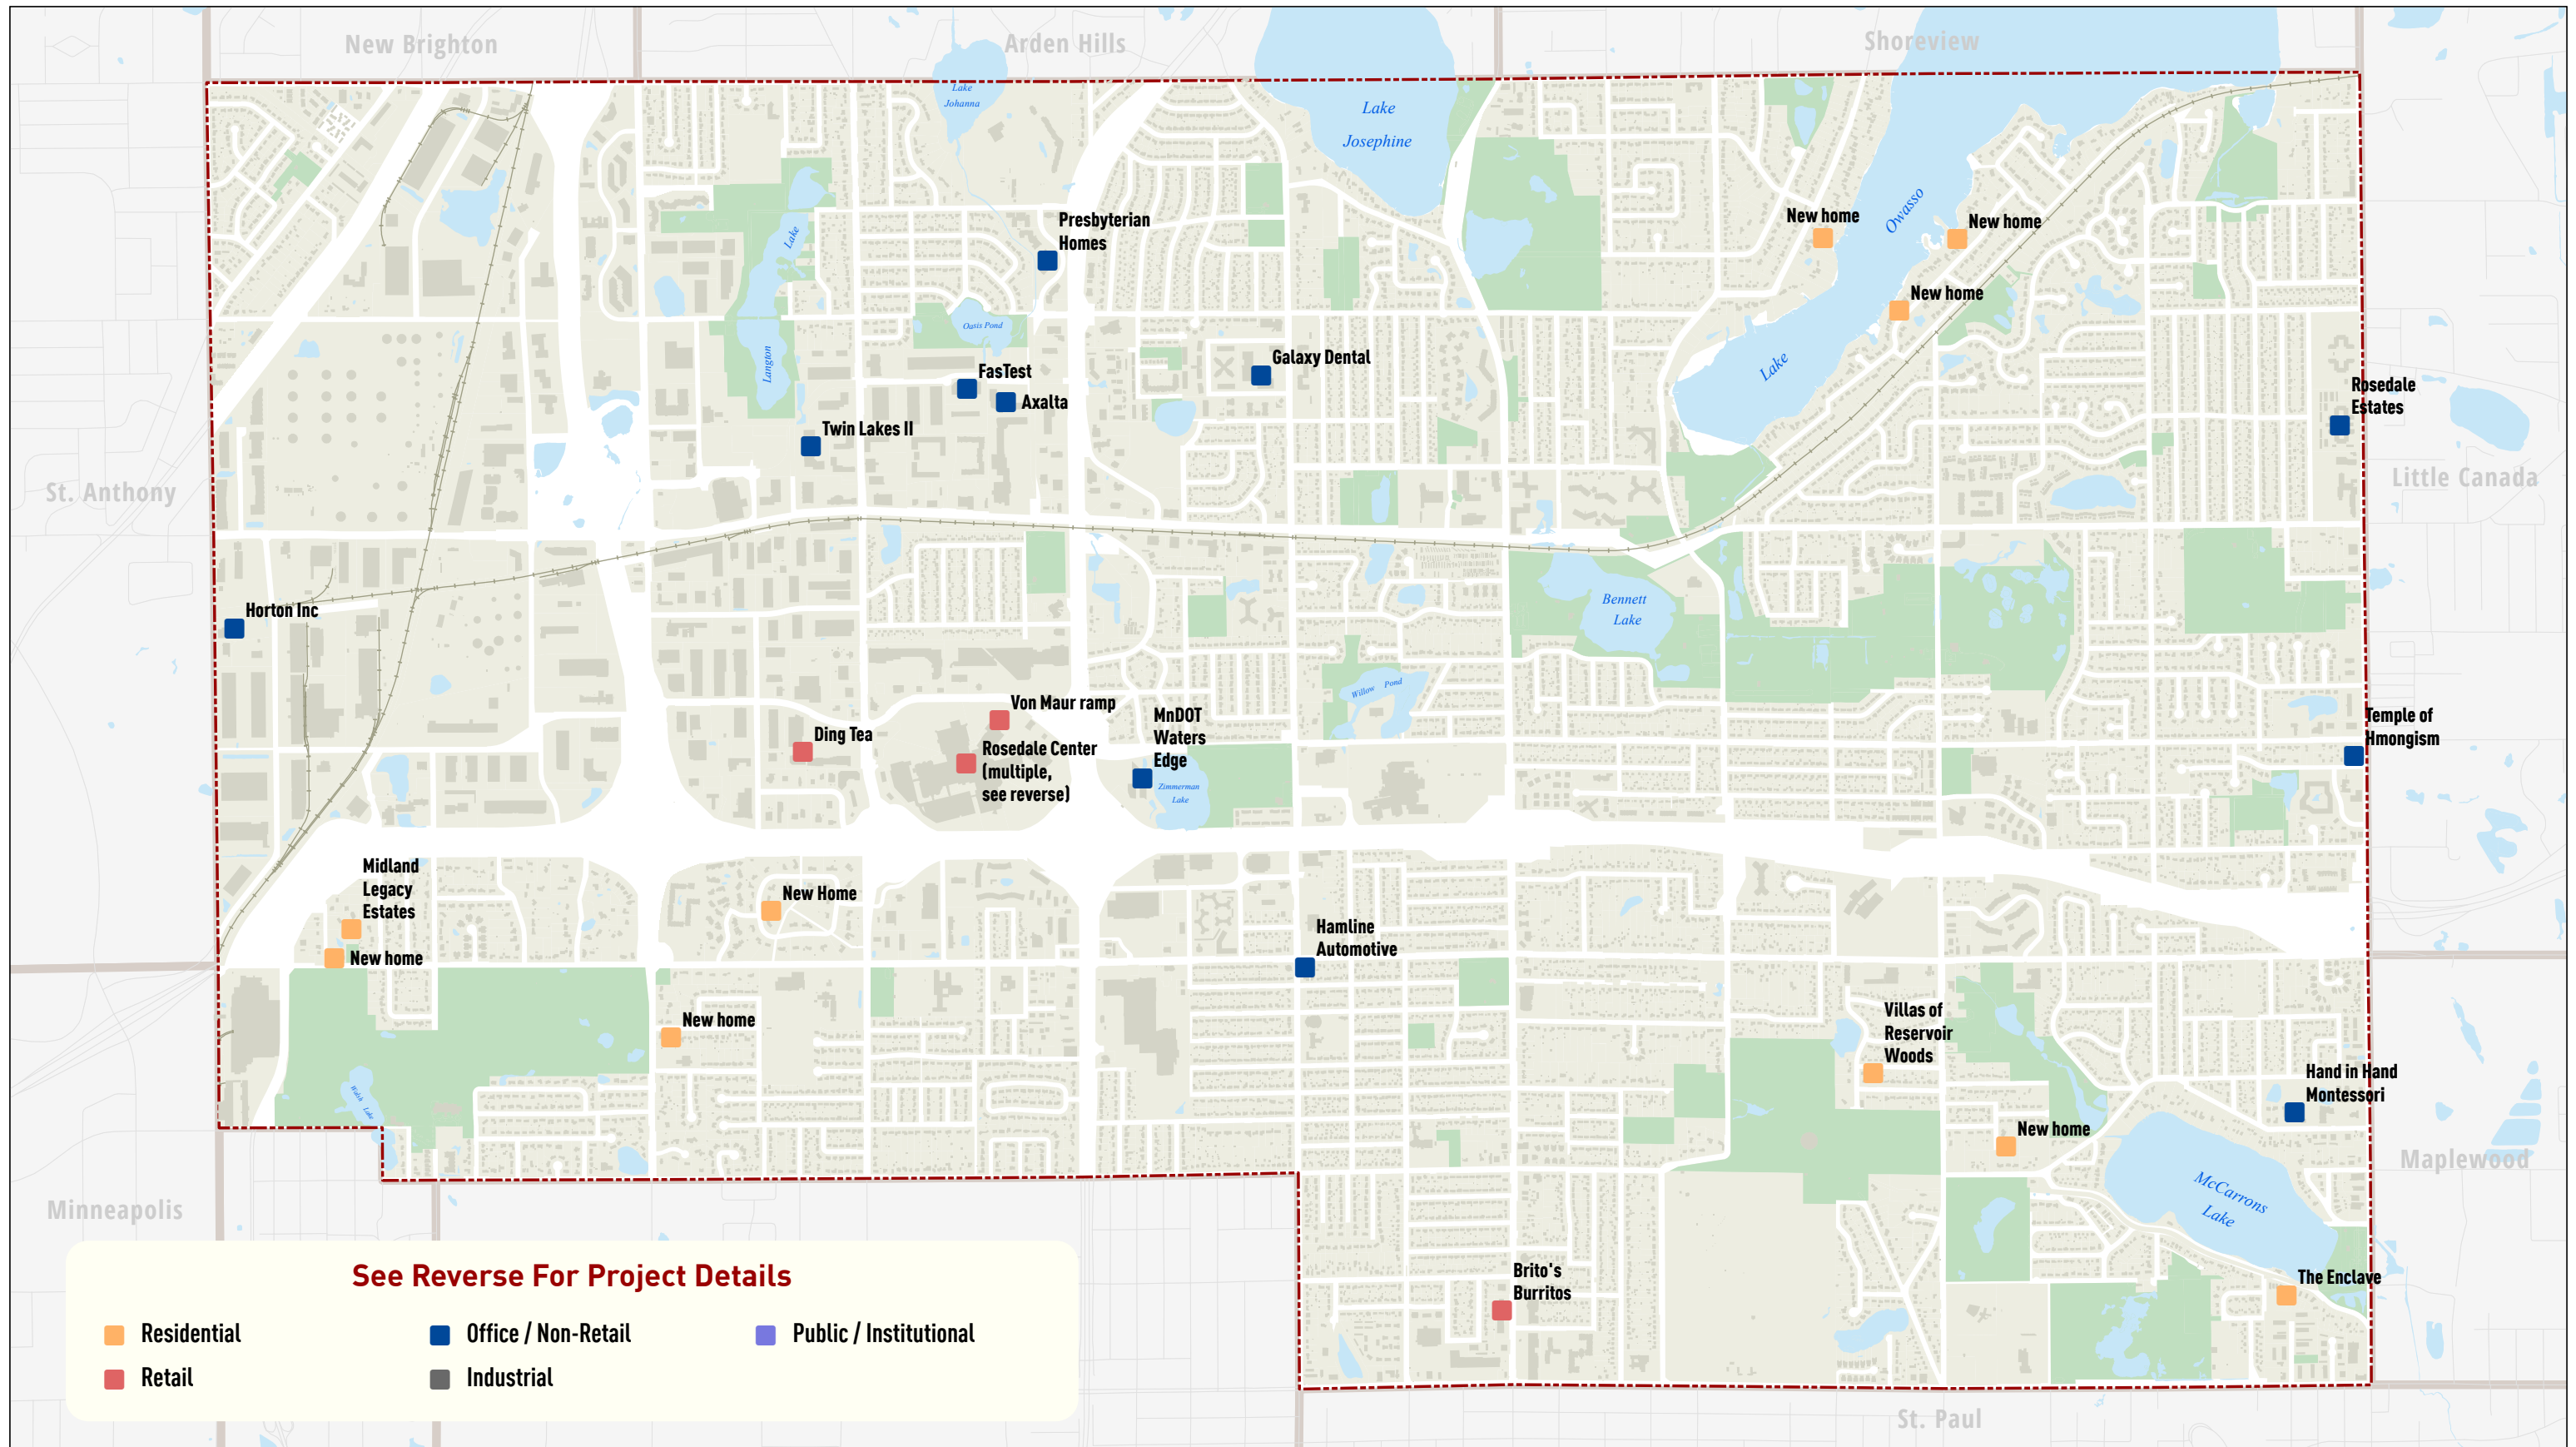 New Brighton
Arden Hills
Shoreview
Lake
Johanna
Lake
Josephine
Presbyterian
Homes
New home
Owasso
New home
Lake
New home
Oasis Pond
Langton
Galaxy Dental
Lake
FasTest
Axalta
Rosedale
Estates
Twin Lakes II
St. Anthony
Little Canada
Horton Inc
Bennett
Lake
Willow Pond
Von Maur ramp
MnDOT
Waters
Edge
Temple of
Hmongism
Ding Tea
Rosedale Center
(multiple,
see reverse)
Zimmerman
Lake
Midland
Legacy
Estates
New Home
New home
Hamline
Automotive
New home
Villas of
Reservoir
Woods
Walsh Lake
Hand in Hand
Montessori
New home
Maplewood
McCarrons
Lake
Minneapolis
Brito's
Burritos
The Enclave
See Reverse For Project Details
Residential
Office / Non-Retail
Public / Institutional
Retail
Industrial
St. Paul